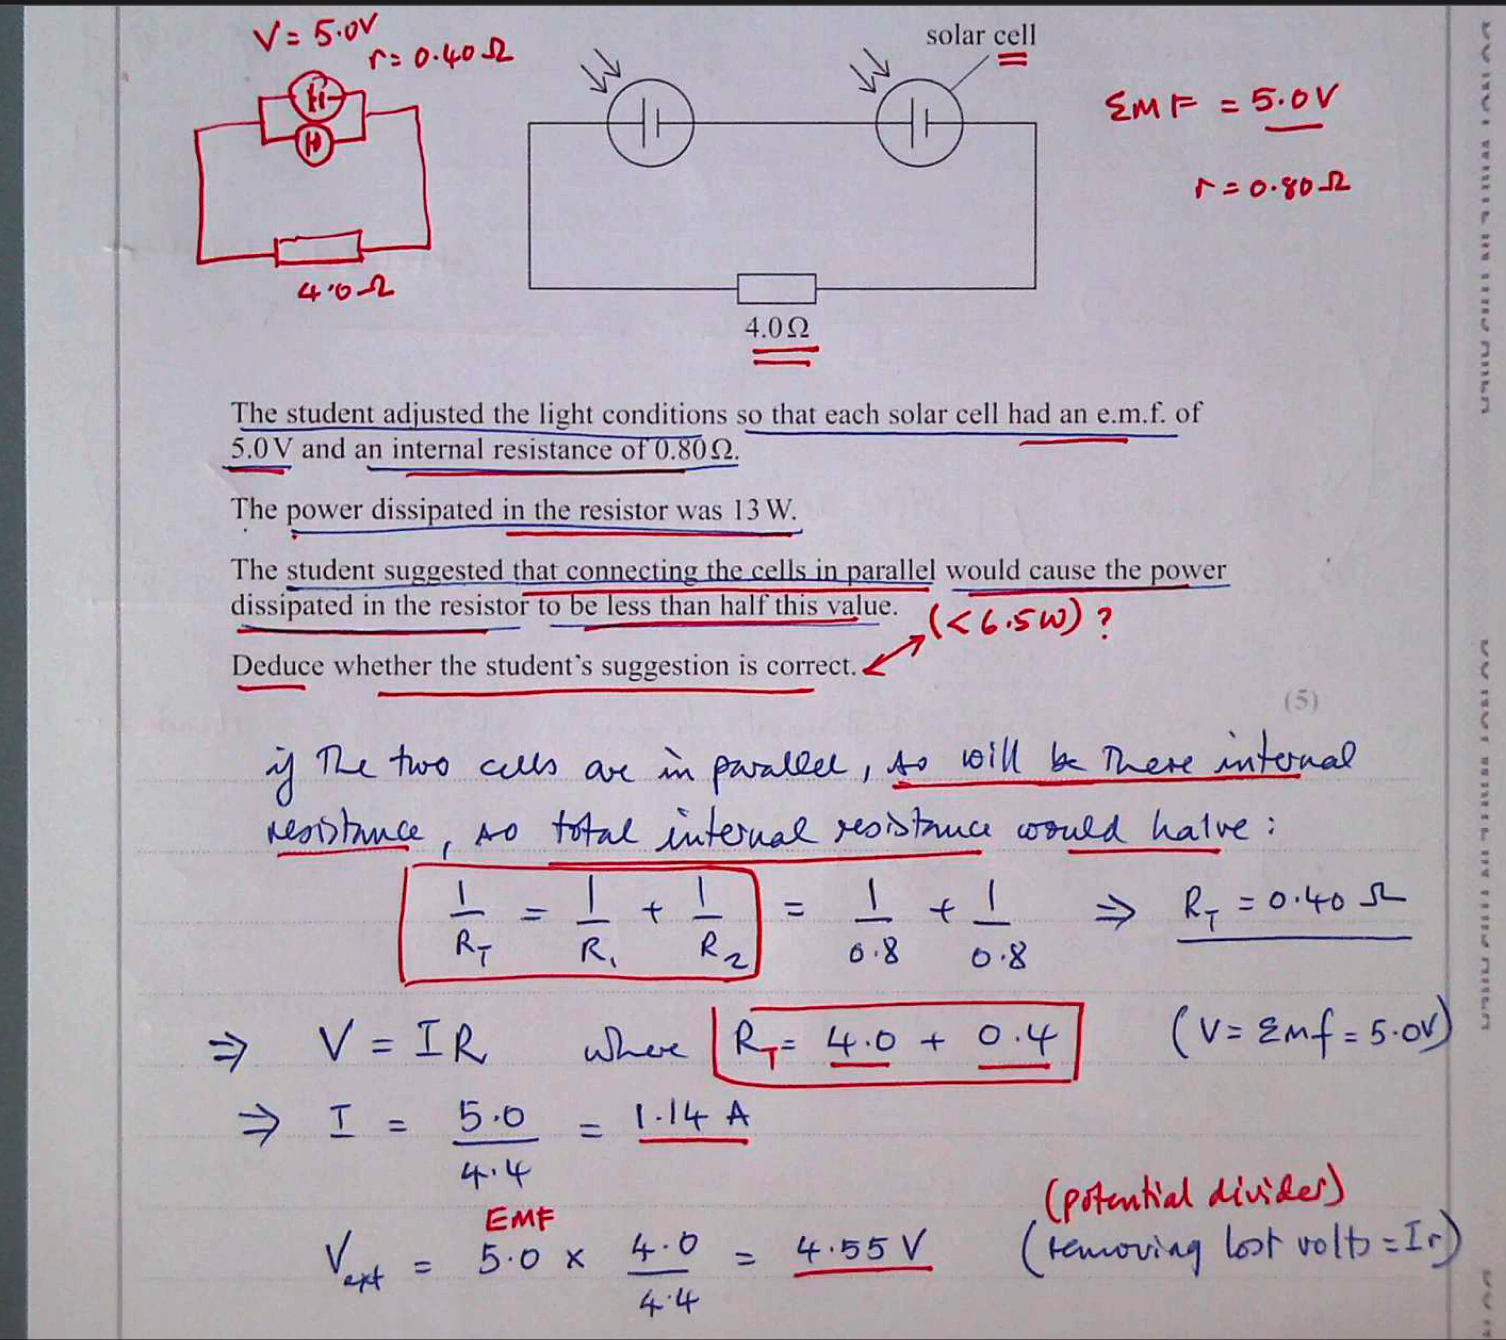 V = 5.0V
r = 0.40 Ω
4.0 Ω
solar cell
EMF = 5.0V
r = 0.80 Ω
4.0 Ω
The student adjusted the light conditions so that each solar cell had an e.m.f. of
5.0 V and an internal resistance of 0.80 Ω.
The power dissipated in the resistor was 13 W.
The student suggested that connecting the cells in parallel would cause the power
dissipated in the resistor to be less than half this value.
(< 6.5W) ?
Deduce whether the student's suggestion is correct.
(5)
if the two cells are in parallel, so will be there internal
resistance, so total internal resistance would halve :
1/R_T = 1/R_1 + 1/R_2 = 1/0.8 + 1/0.8 ⇒ R_T = 0.40 Ω
⇒ V = IR where R_T = 4.0 + 0.4 (V = Emf = 5.0V)
⇒ I = 5.0/4.4 = 1.14 A
EMF (potential divider)
V_ext = 5.0 × 4.0/4.4 = 4.55 V (removing lost volts = Ir)